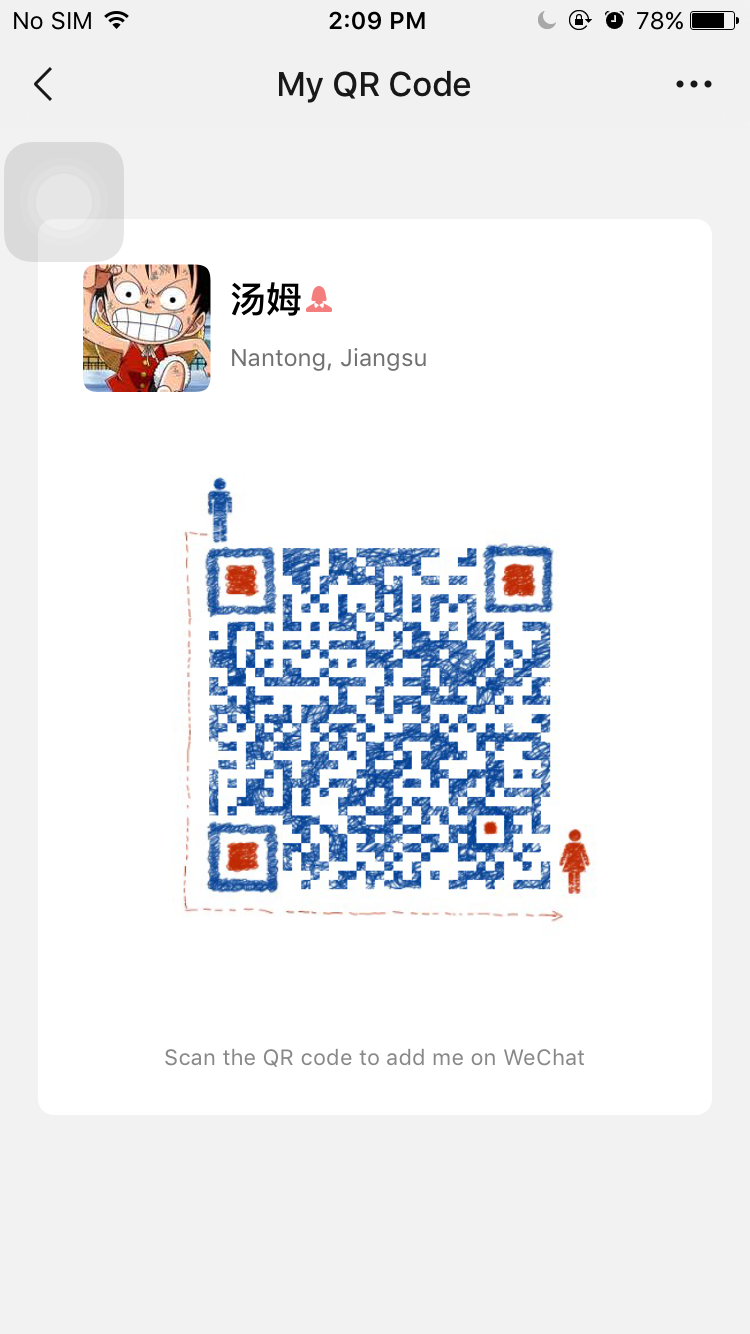 No SIM 2:09 PM 78%
My QR Code
汤姆
Nantong, Jiangsu
Scan the QR code to add me on WeChat